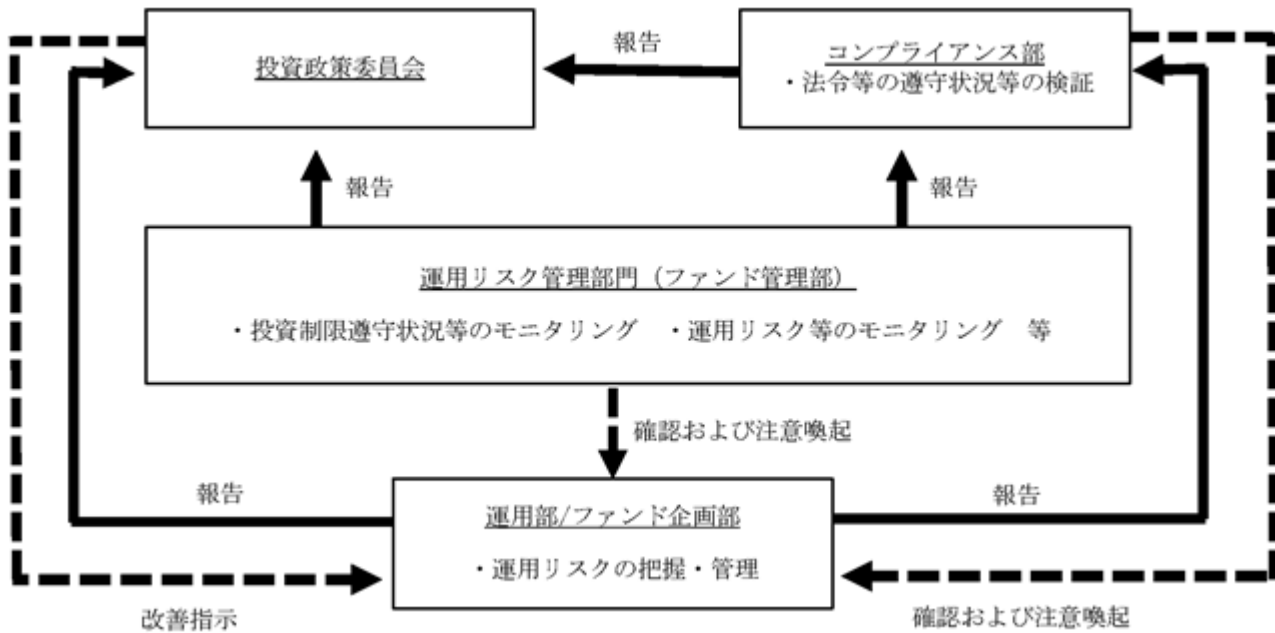 投資政策委員会
報告
コンプライアンス部
・法令等の遵守状況等の検証
報告
報告
運用リスク管理部門（ファンド管理部）
・投資制限遵守状況等のモニタリング　・運用リスク等のモニタリング　等
確認および注意喚起
報告
報告
運用部/ファンド企画部
・運用リスクの把握・管理
改善指示
確認および注意喚起